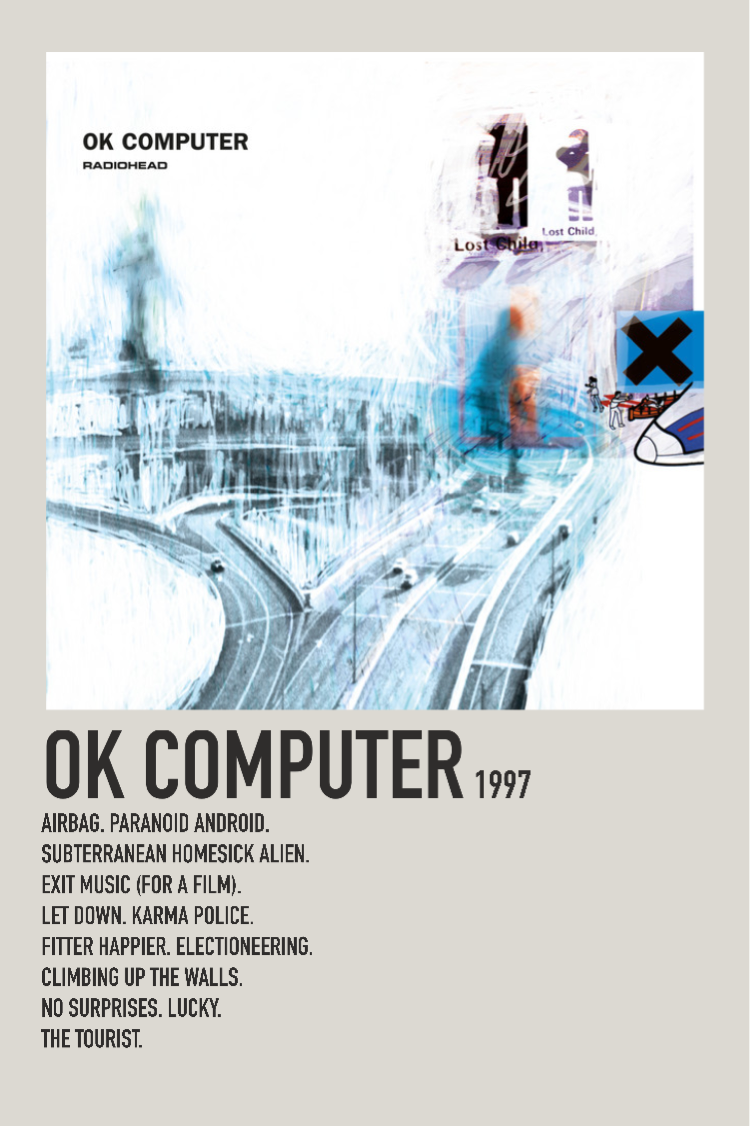 OK COMPUTER
RADIOHEAD
Lost Child
Lost Child
OK COMPUTER 1997
AIRBAG. PARANOID ANDROID.
SUBTERRANEAN HOMESICK ALIEN.
EXIT MUSIC (FOR A FILM).
LET DOWN. KARMA POLICE.
FITTER HAPPIER. ELECTIONEERING.
CLIMBING UP THE WALLS.
NO SURPRISES. LUCKY.
THE TOURIST.